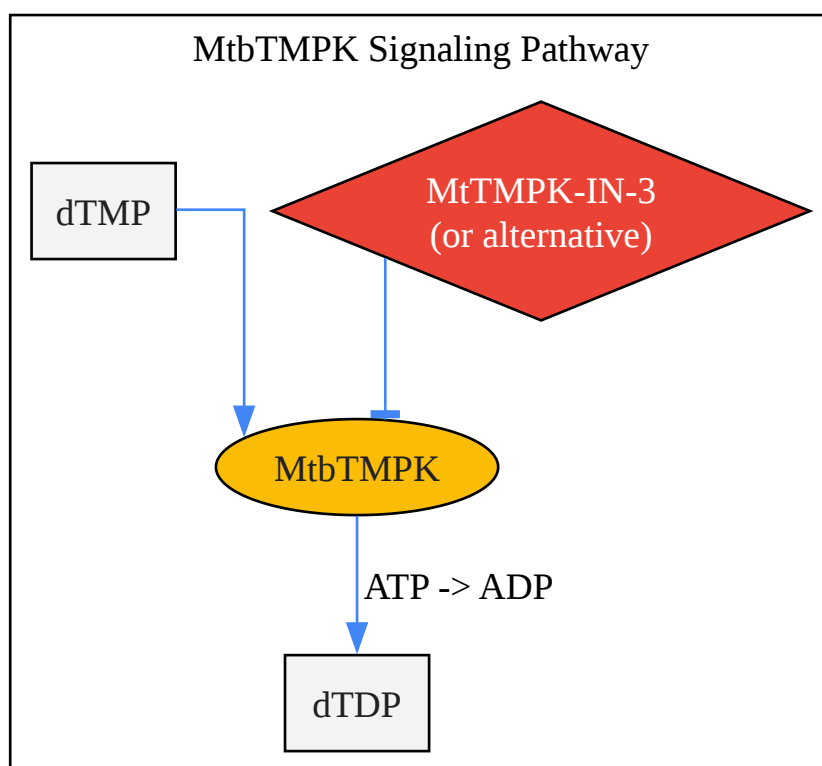 MtbTMPK Signaling Pathway
dTMP
MtTMPK-IN-3
(or alternative)
MtbTMPK
ATP -> ADP
dTDP